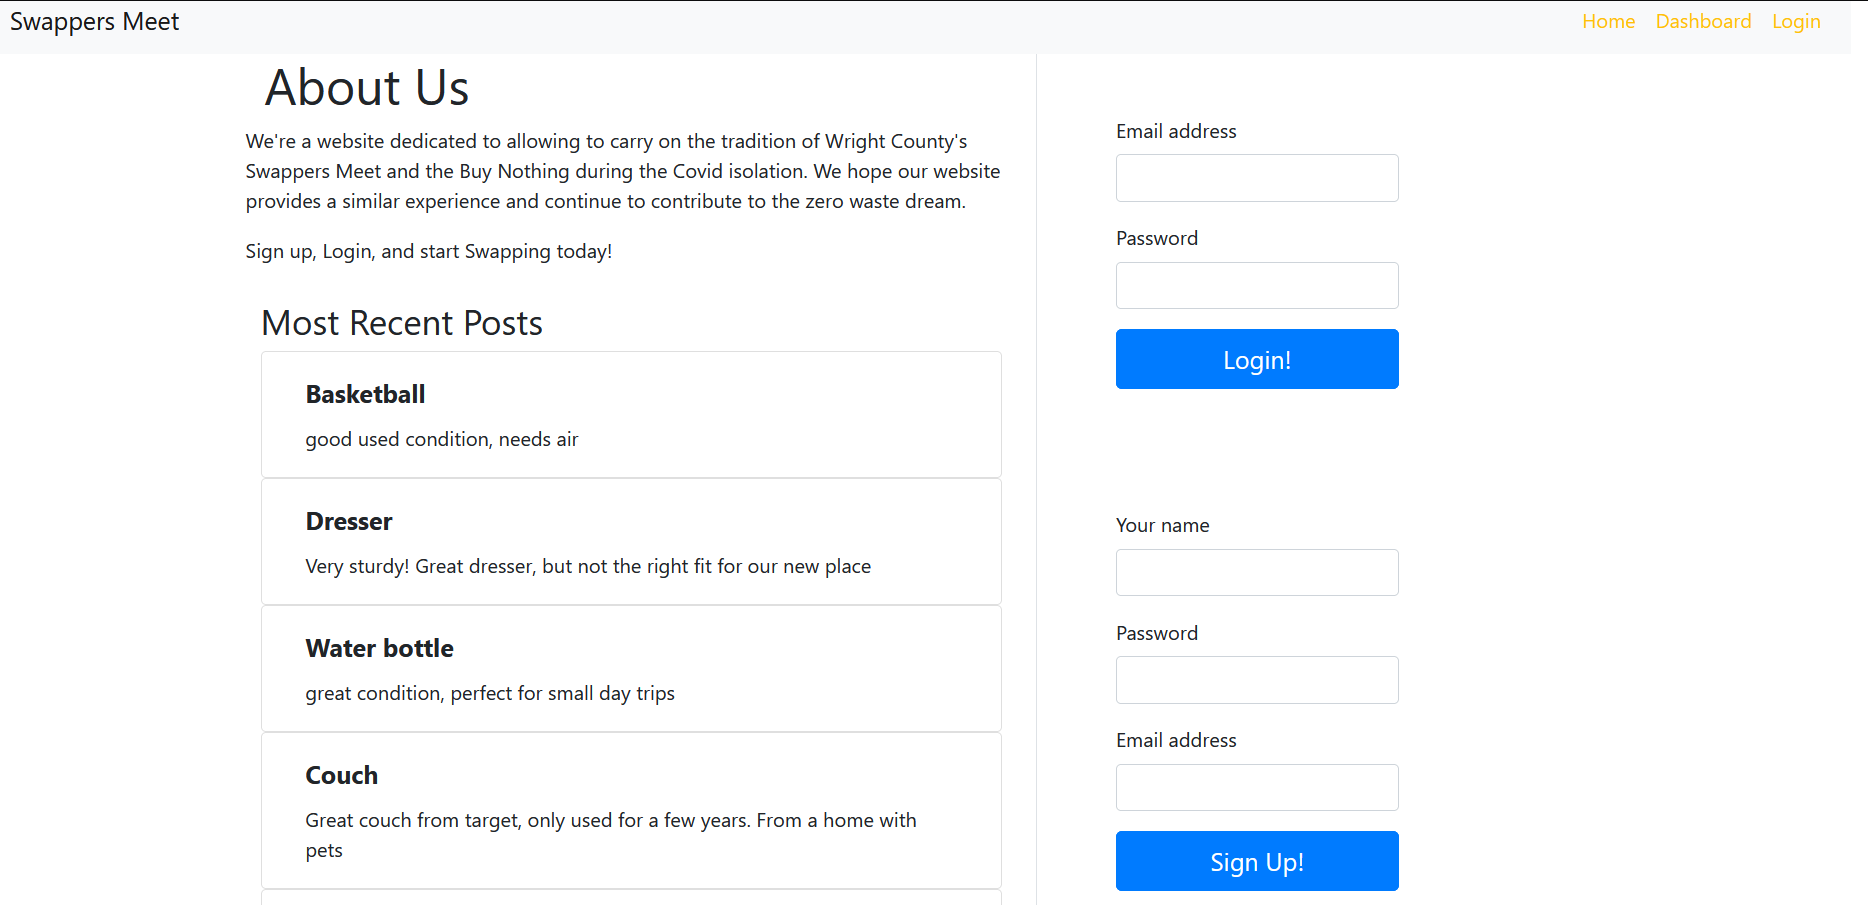 Swappers Meet
Home Dashboard Login
About Us
We're a website dedicated to allowing to carry on the tradition of Wright County's
Swappers Meet and the Buy Nothing during the Covid isolation. We hope our website
provides a similar experience and continue to contribute to the zero waste dream.
Sign up, Login, and start Swapping today!
Most Recent Posts
Basketball
good used condition, needs air
Dresser
Very sturdy! Great dresser, but not the right fit for our new place
Water bottle
great condition, perfect for small day trips
Couch
Great couch from target, only used for a few years. From a home with
pets
Email address
Password
Login!
Your name
Password
Email address
Sign Up!